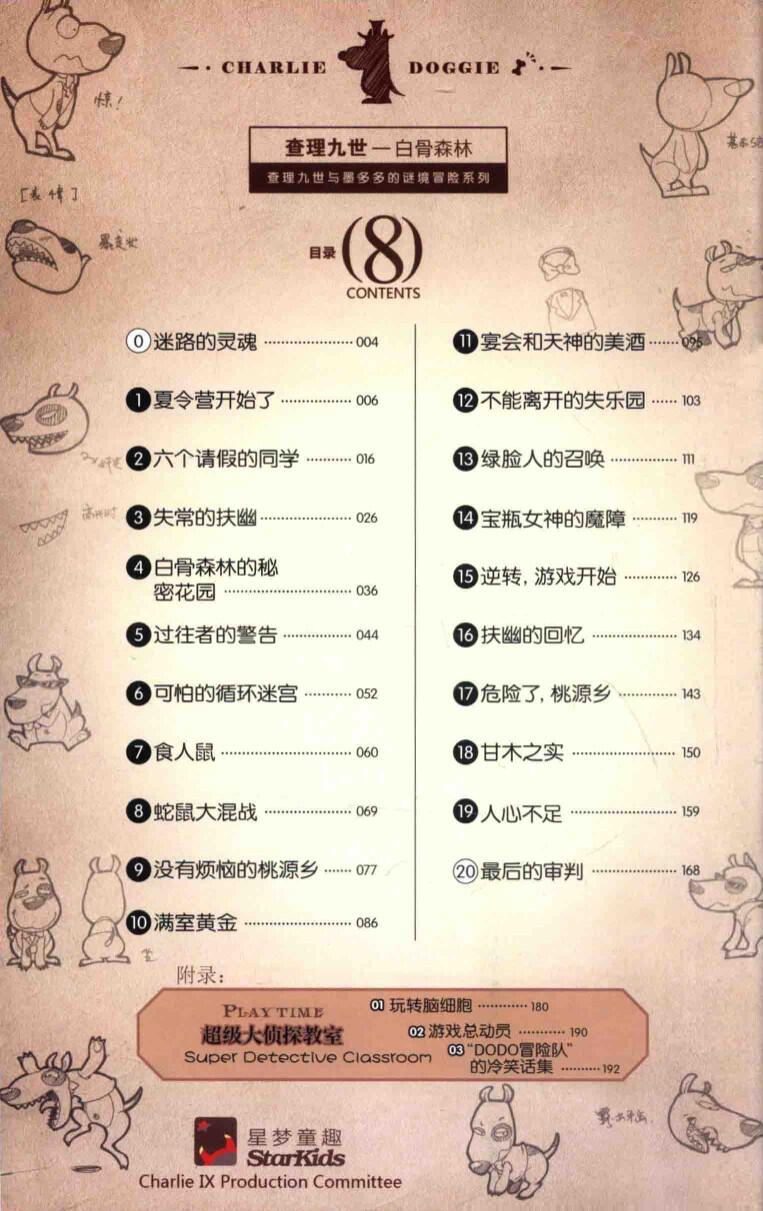 CHARLIE DOGGIE
惊!
查理九世—白骨森林
查理九世与墨多多的谜境冒险系列
[表情]
目录 (8)
CONTENTS
0 迷路的灵魂 ………………… 004
1 夏令营开始了 …………… 006
2 六个请假的同学 ………… 016
3 失常的扶幽 ……………… 026
4 白骨森林的秘
密花园 …………………… 036
5 过往者的警告 …………… 044
6 可怕的循环迷宫 ………… 052
7 食人鼠 …………………… 060
8 蛇鼠大混战 ……………… 069
9 没有烦恼的桃源乡 …… 077
10 满室黄金 ……………… 086
11 宴会和天神的美酒 …… 095
12 不能离开的失乐园 …… 103
13 绿脸人的召唤 ………… 111
14 宝瓶女神的魔障 ……… 119
15 逆转, 游戏开始 ………… 126
16 扶幽的回忆 …………… 134
17 危险了, 桃源乡 ………… 143
18 甘木之实 ……………… 150
19 人心不足 ……………… 159
20 最后的审判 …………… 168
附录:
PLAY TIME
超级大侦探教室
Super Detective Classroom
01 玩转脑细胞 ………… 180
02 游戏总动员 ………… 190
03 “DODO冒险队”
的冷笑话集 ………… 192
星梦童趣
StarKids
Charlie IX Production Committee